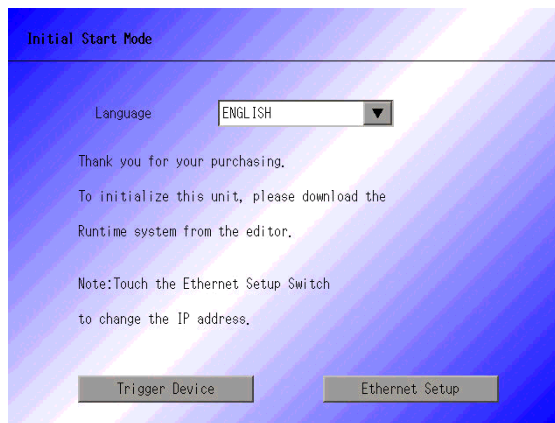 Initial Start Mode
Language ENGLISH
Thank you for your purchasing.
To initialize this unit, please download the
Runtime system from the editor.
Note:Touch the Ethernet Setup Switch
to change the IP address.
Trigger Device Ethernet Setup